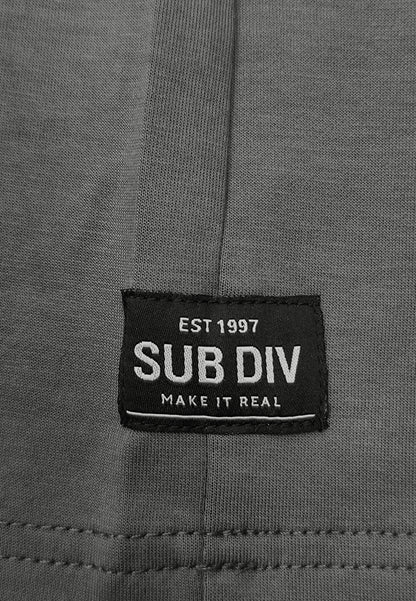 EST 1997
SUB DIV
MAKE IT REAL